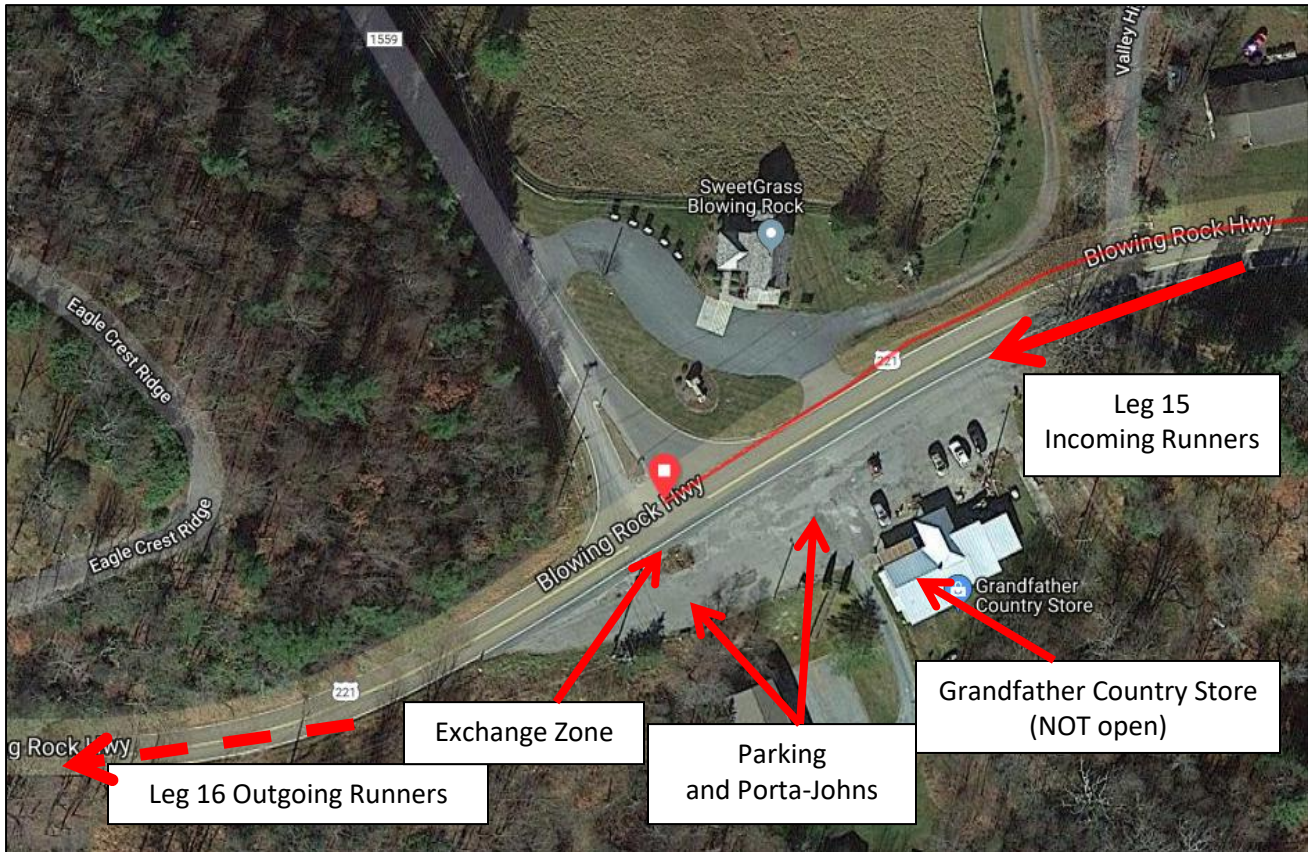 1559
Valley Hi
SweetGrass
Blowing Rock
Blowing Rock Hwy
Eagle Crest Ridge
221
Leg 15
Incoming Runners
Blowing Rock Hwy
Eagle Crest Ridge
Grandfather
Country Store
221
Grandfather Country Store
(NOT open)
Exchange Zone
Parking
and Porta-Johns
g Rock Hwy
Leg 16 Outgoing Runners